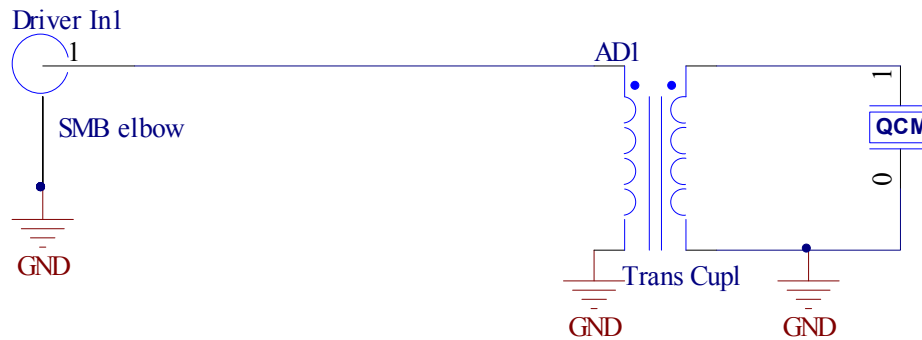 Driver In1
1
AD1
1
SMB elbow
QCM
0
GND
Trans Cupl
GND
GND